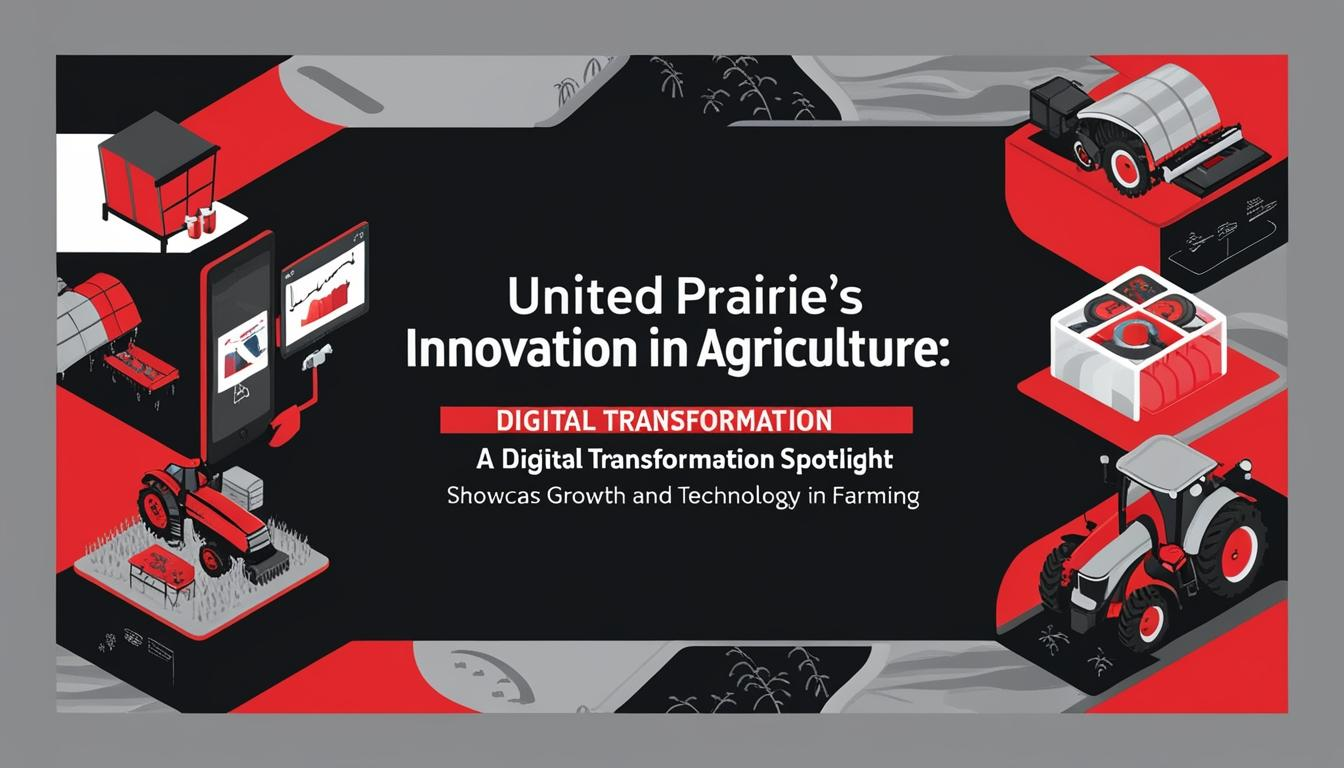 United Prairie's
Innovation in Agriculture:
DIGITAL TRANSFORMATION
A Digital Transformation Spotlight
Showcas Growth and Technology in Farming